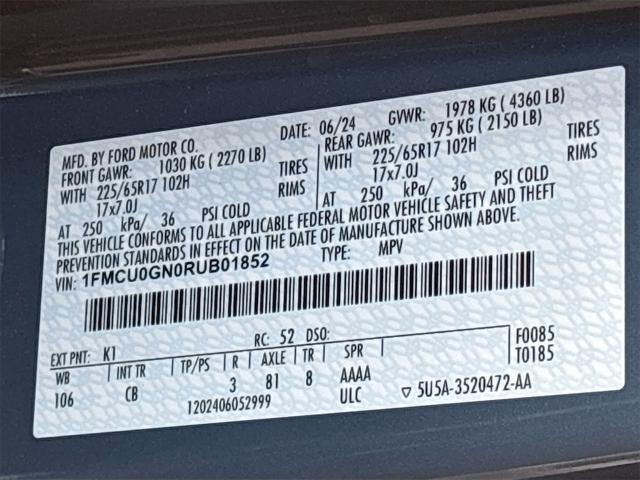 MFD. BY FORD MOTOR CO. DATE: 06/24 GVWR: 1978 KG ( 4360 LB)
FRONT GAWR: 1030 KG ( 2270 LB) REAR GAWR: 975 KG ( 2150 LB)
WITH 225/65R17 102H TIRES WITH 225/65R17 102H TIRES
17x7.0J RIMS 17x7.0J RIMS
AT 250 kPa/ 36 PSI COLD AT 250 kPa/ 36 PSI COLD
THIS VEHICLE CONFORMS TO ALL APPLICABLE FEDERAL MOTOR VEHICLE SAFETY AND THEFT
PREVENTION STANDARDS IN EFFECT ON THE DATE OF MANUFACTURE SHOWN ABOVE.
VIN: 1FMCU0GN0RUB01852 TYPE: MPV
EXT PNT: K1 RC: 52 DSO: F0085
WB INT TR TP/PS R AXLE TR SPR T0185
106 CB 3 81 8 AAAA
1202406052999 ULC ▽ 5U5A-3520472-AA